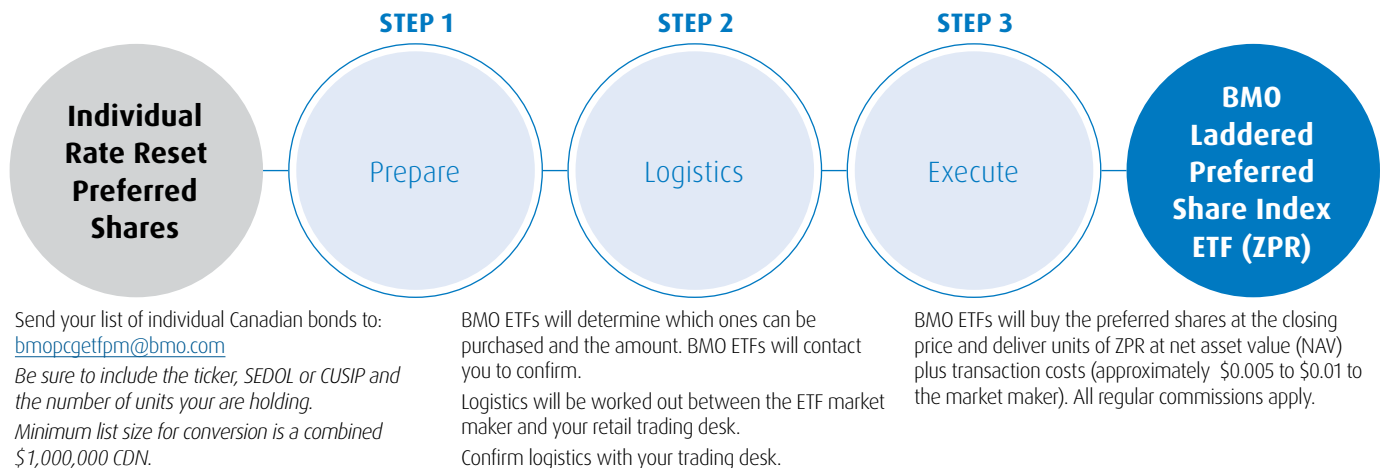 STEP 1
STEP 2
STEP 3
Individual
Rate Reset
Preferred
Shares
Prepare
Logistics
Execute
BMO
Laddered
Preferred
Share Index
ETF (ZPR)
Send your list of individual Canadian bonds to:
bmopcgetfpm@bmo.com
Be sure to include the ticker, SEDOL or CUSIP and
the number of units your are holding.
Minimum list size for conversion is a combined
$1,000,000 CDN.
BMO ETFs will determine which ones can be
purchased and the amount. BMO ETFs will contact
you to confirm.
Logistics will be worked out between the ETF market
maker and your retail trading desk.
Confirm logistics with your trading desk.
BMO ETFs will buy the preferred shares at the closing
price and deliver units of ZPR at net asset value (NAV)
plus transaction costs (approximately $0.005 to $0.01 to
the market maker). All regular commissions apply.